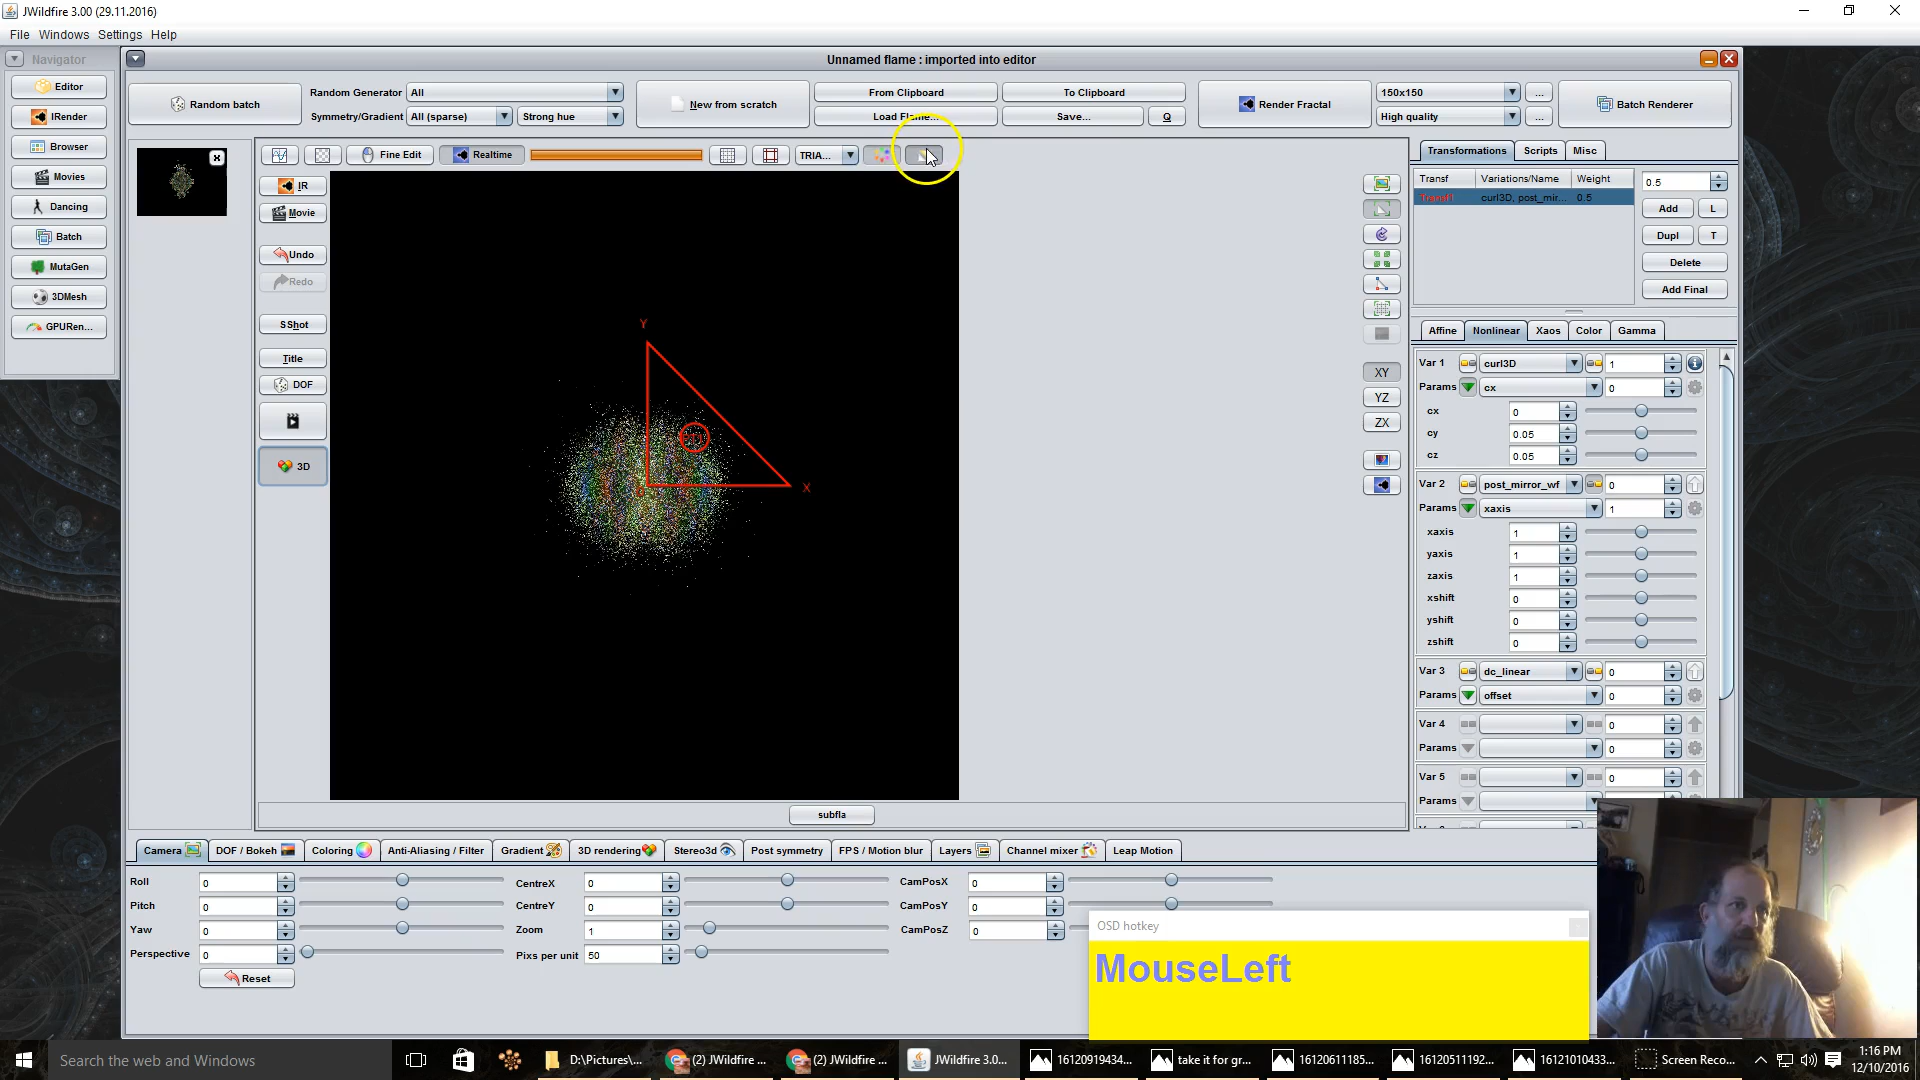 JWildfire 3.00 (29.11.2016)
File Windows Settings Help
Navigator
Editor
IRender
Browser
Movies
Dancing
Batch
MutaGen
3DMesh
GPURen...
Unnamed flame : imported into editor
Random batch
Random Generator All
Symmetry/Gradient All (sparse) Strong hue
New from scratch
From Clipboard To Clipboard
Load Flame... Save... Q
Render Fractal
150x150 ...
High quality ...
Batch Renderer
Fine Edit Realtime TRIA...
IR
Movie
Undo
Redo
SShot
Title
DOF
3D
Y
X
XY
YZ
ZX
subfla
Transformations Scripts Misc
Transf Variations/Name Weight
Transf1 curl3D, post_mir... 0.5
0.5
Add L
Dupl T
Delete
Add Final
Affine Nonlinear Xaos Color Gamma
Var 1 curl3D 1
Params cx 0
cx 0
cy 0.05
cz 0.05
Var 2 post_mirror_wf 0
Params xaxis 1
xaxis 1
yaxis 1
zaxis 1
xshift 0
yshift 0
zshift 0
Var 3 dc_linear 0
Params offset 0
Var 4 0
Params 0
Var 5 0
Params 0
Camera DOF / Bokeh Coloring Anti-Aliasing / Filter Gradient 3D rendering Stereo3d Post symmetry FPS / Motion blur Layers Channel mixer Leap Motion
Roll 0 CentreX 0 CamPosX 0
Pitch 0 CentreY 0 CamPosY 0
Yaw 0 Zoom 1 CamPosZ 0
Perspective 0 Pixs per unit 50
Reset
OSD hotkey
MouseLeft
Search the web and Windows
D:\Pictures\... (2) JWildfire ... (2) JWildfire ... JWildfire 3.0... 16120919434... take it for gr... 16120611185... 16120511192... 16121010433... Screen Reco...
1:16 PM
12/10/2016